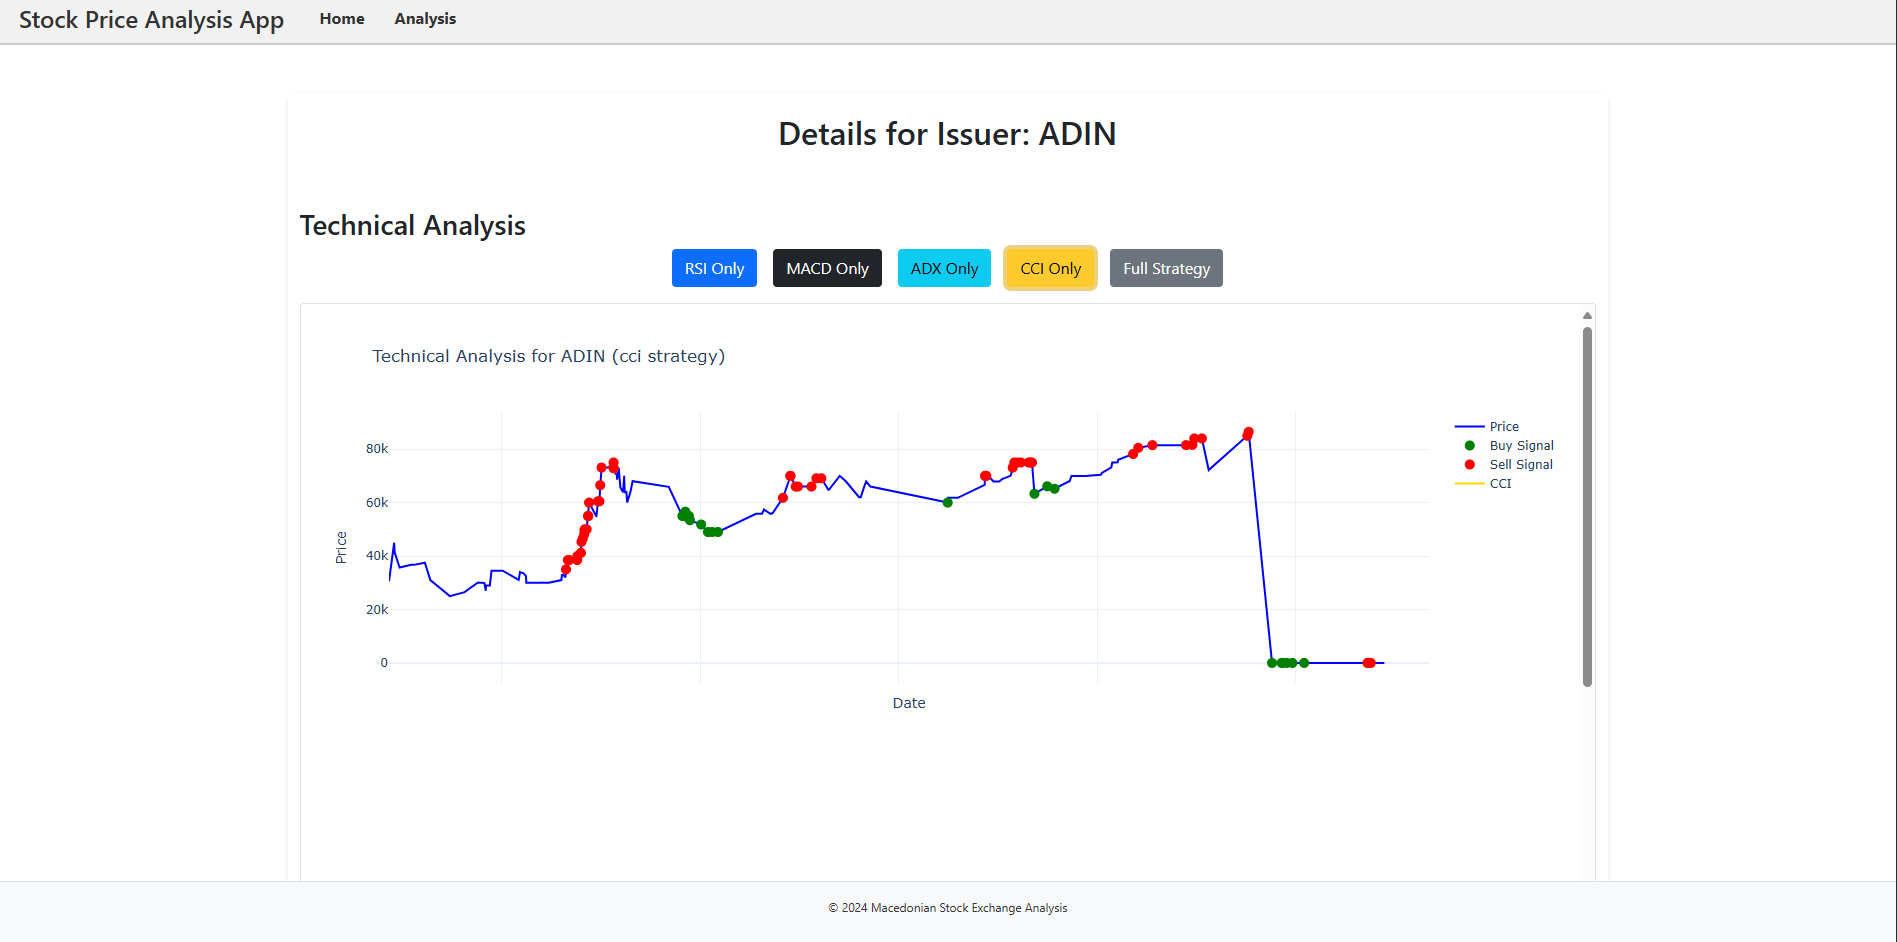 Stock Price Analysis App Home Analysis
Details for Issuer: ADIN
Technical Analysis
RSI Only MACD Only ADX Only CCI Only Full Strategy
Technical Analysis for ADIN (cci strategy)
Price
Buy Signal
Sell Signal
CCI
80k
60k
40k
20k
0
Price
Date
© 2024 Macedonian Stock Exchange Analysis